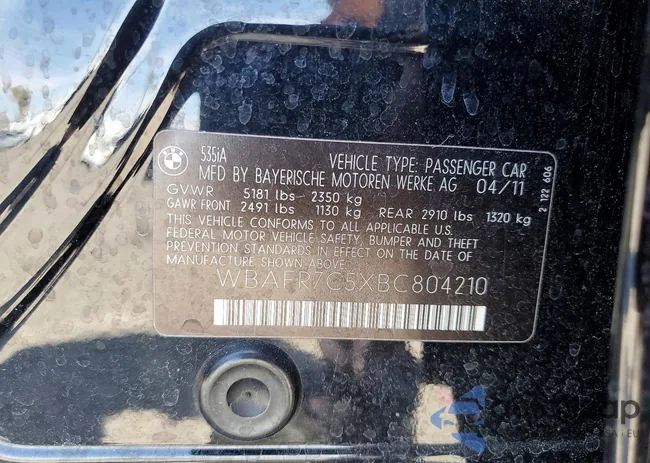 BMW
535iA
VEHICLE TYPE: PASSENGER CAR
MFD BY BAYERISCHE MOTOREN WERKE AG 04/11
GVWR 5181 lbs- 2350 kg
GAWR FRONT 2491 lbs 1130 kg REAR 2910 lbs 1320 kg
THIS VEHICLE CONFORMS TO ALL APPLICABLE U.S.
FEDERAL MOTOR VEHICLE SAFETY, BUMPER AND THEFT
PREVENTION STANDARDS IN EFFECT ON THE DATE OF
MANUFACTURE SHOWN ABOVE.
WBAFR7C5XBC804210
2 122 606